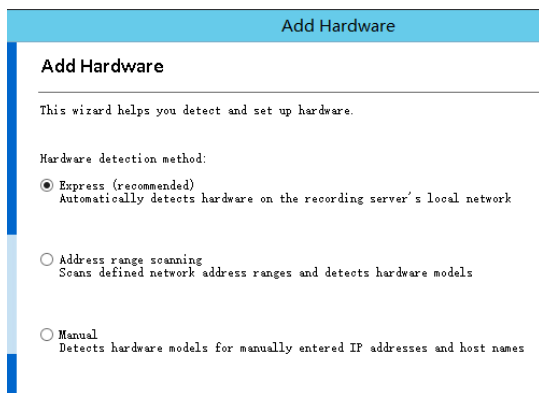 Add Hardware
Add Hardware
This wizard helps you detect and set up hardware.
Hardware detection method:
Express (recommended)
Automatically detects hardware on the recording server's local network
Address range scanning
Scans defined network address ranges and detects hardware models
Manual
Detects hardware models for manually entered IP addresses and host names